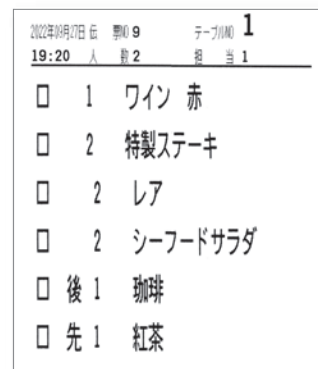 2022年09月27日 伝 票NO 9 テーブルNO 1
19:20 人 数 2 担 当 1
□ 1 ワイン 赤
□ 2 特製ステーキ
□ 2 レア
□ 2 シーフードサラダ
□ 後 1 珈琲
□ 先 1 紅茶